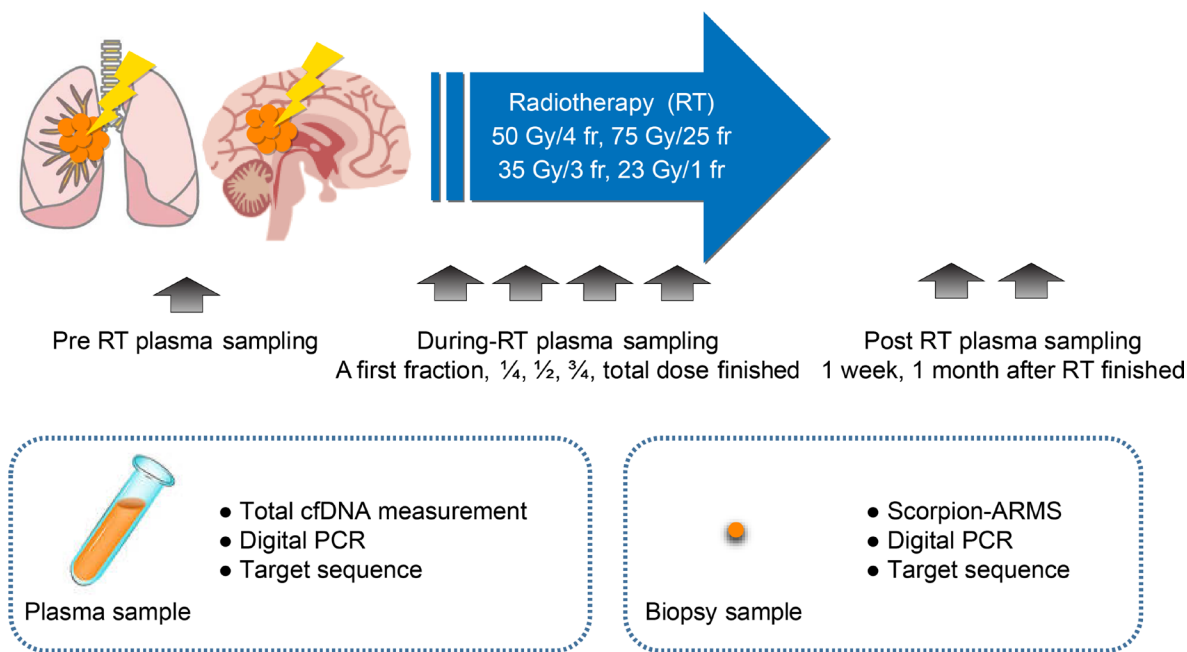 Radiotherapy (RT)
50 Gy/4 fr, 75 Gy/25 fr
35 Gy/3 fr, 23 Gy/1 fr
Pre RT plasma sampling
During-RT plasma sampling
A first fraction, ¼, ½, ¾, total dose finished
Post RT plasma sampling
1 week, 1 month after RT finished
● Total cfDNA measurement
● Digital PCR
● Target sequence
Plasma sample
● Scorpion-ARMS
● Digital PCR
● Target sequence
Biopsy sample